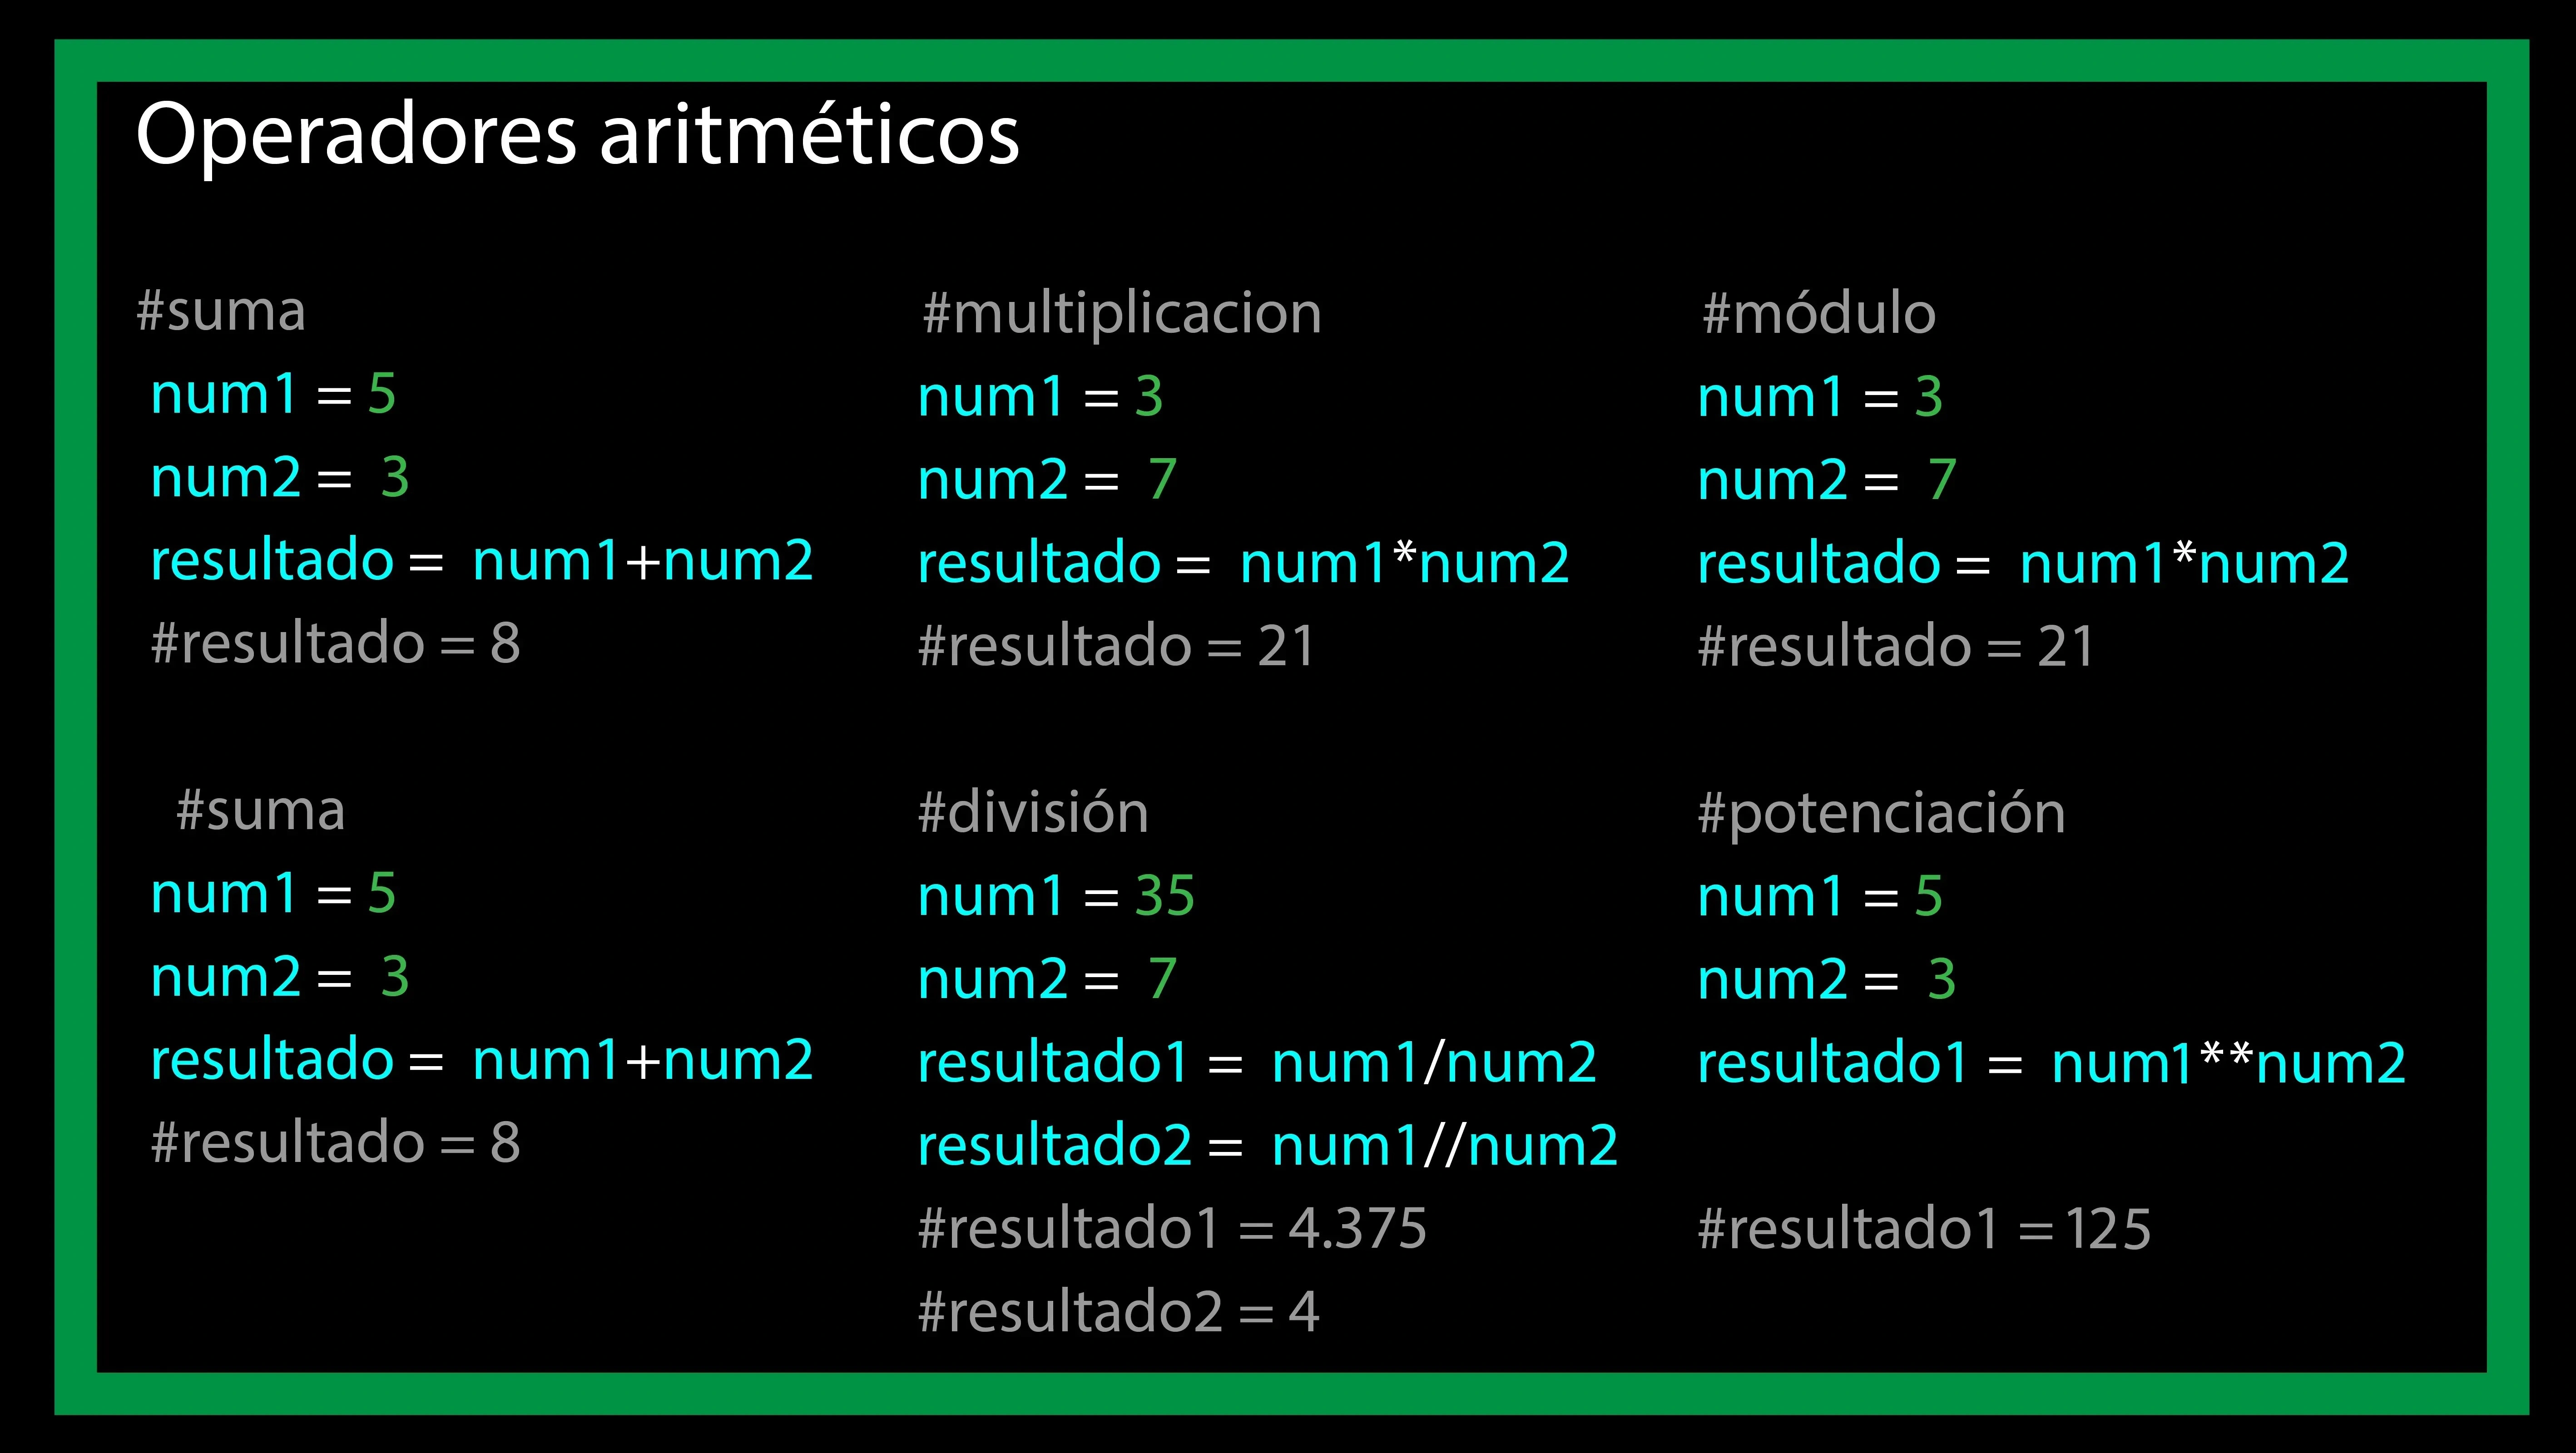 Operadores aritméticos
#suma
num1 = 5
num2 = 3
resultado = num1+num2
#resultado = 8
#suma
num1 = 5
num2 = 3
resultado = num1+num2
#resultado = 8
#multiplicacion
num1 = 3
num2 = 7
resultado = num1*num2
#resultado = 21
#división
num1 = 35
num2 = 7
resultado1 = num1/num2
resultado2 = num1//num2
#resultado1 = 4.375
#resultado2 = 4
#módulo
num1 = 3
num2 = 7
resultado = num1*num2
#resultado = 21
#potenciación
num1 = 5
num2 = 3
resultado1 = num1**num2
#resultado1 = 125